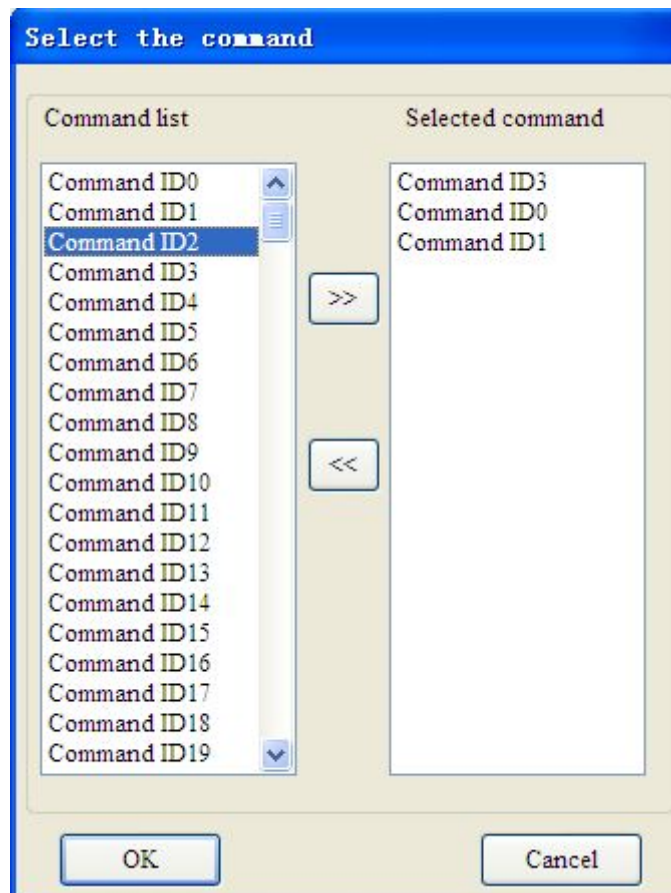 Select the command
Command list
Command ID0
Command ID1
Command ID2
Command ID3
Command ID4
Command ID5
Command ID6
Command ID7
Command ID8
Command ID9
Command ID10
Command ID11
Command ID12
Command ID13
Command ID14
Command ID15
Command ID16
Command ID17
Command ID18
Command ID19
>>
<<
Selected command
Command ID3
Command ID0
Command ID1
OK
Cancel